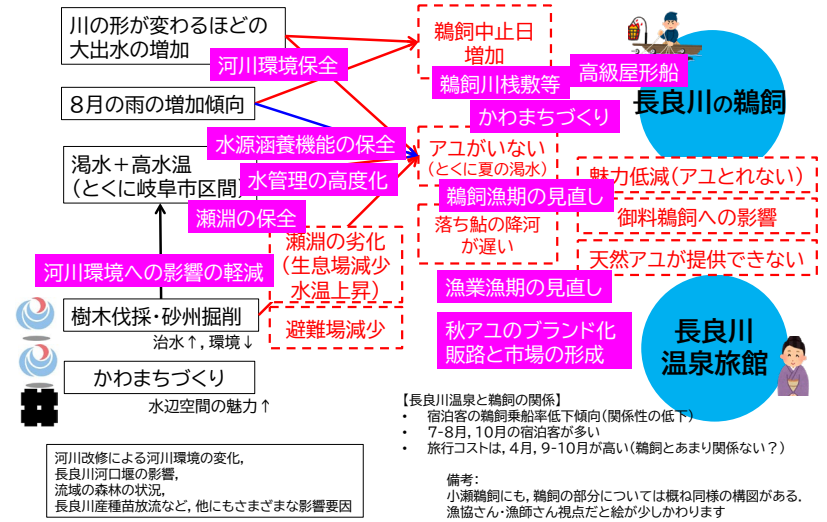 川の形が変わるほどの
大出水の増加
8月の雨の増加傾向
渇水+高水温
(とくに岐阜市区間)
樹木伐採・砂州掘削
治水↑, 環境↓
かわまちづくり
水辺空間の魅力↑
河川環境保全
水源涵養機能の保全
水管理の高度化
瀬淵の保全
河川環境への影響の軽減
瀬淵の劣化
(生息場減少
水温上昇)
避難場減少
鵜飼中止日
増加
鵜飼川桟敷等
高級屋形船
かわまちづくり
アユがいない
(とくに夏の渇水)
鵜飼漁期の見直し
落ち鮎の降河
が遅い
漁業漁期の見直し
秋アユのブランド化
販路と市場の形成
長良川の鵜飼
魅力低減(アユとれない)
御料鵜飼への影響
天然アユが提供できない
長良川
温泉旅館
【長良川温泉と鵜飼の関係】
• 宿泊客の鵜飼乗船率低下傾向(関係性の低下)
• 7-8月, 10月の宿泊客が多い
• 旅行コストは, 4月, 9-10月が高い(鵜飼とあまり関係ない?)
備考:
小瀬鵜飼にも, 鵜飼の部分については概ね同様の構図がある.
漁協さん・漁師さん視点だと絵が少しかわります
河川改修による河川環境の変化,
長良川河口堰の影響,
流域の森林の状況,
長良川産種苗放流など, 他にもさまざまな影響要因